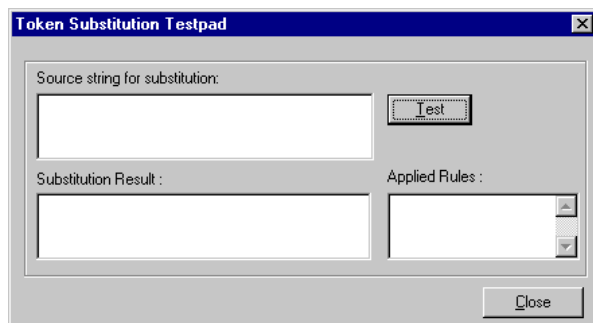 Token Substitution Testpad
Source string for substitution:
Test
Substitution Result :
Applied Rules :
Close